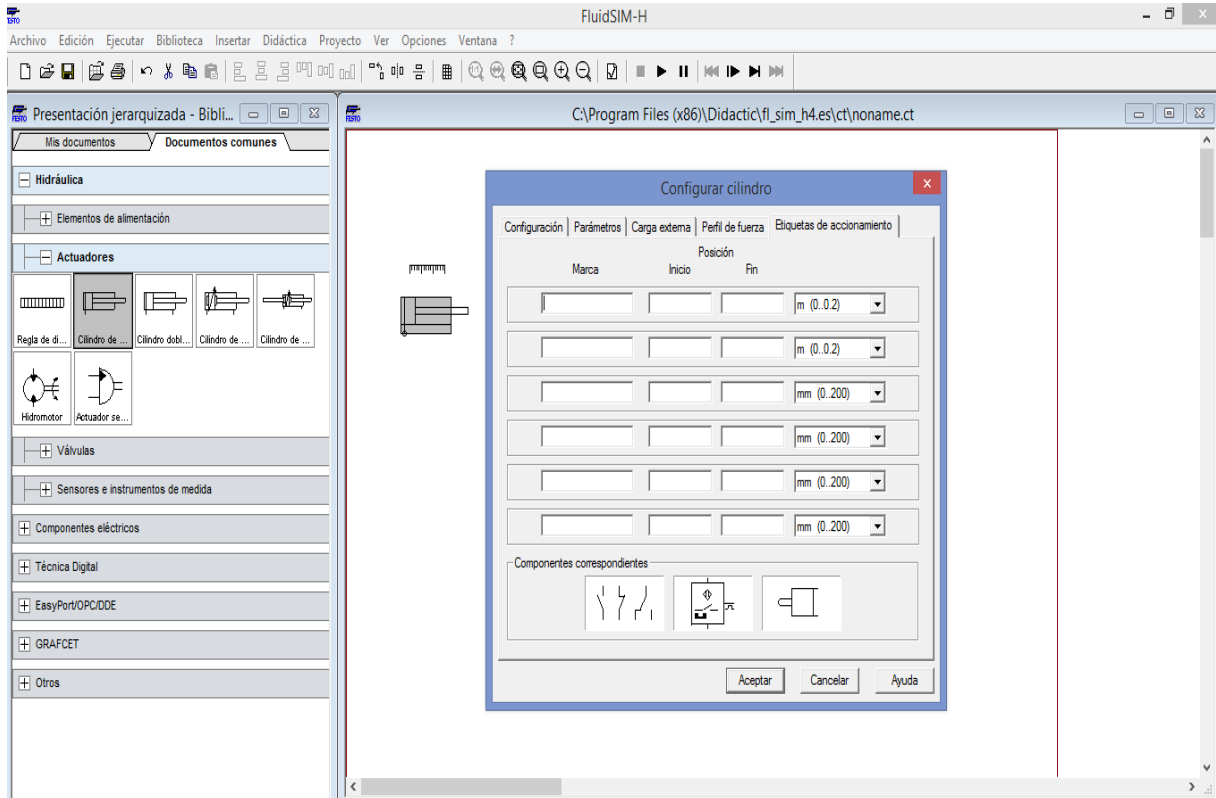 FluidSIM-H
Archivo Edición Ejecutar Biblioteca Insertar Didáctica Proyecto Ver Opciones Ventana ?
Presentación jerarquizada - Bibli...
C:\Program Files (x86)\Didactic\fl_sim_h4.es\ct\noname.ct
Mis documentos Documentos comunes
Hidráulica
Elementos de alimentación
Actuadores
Regla de di... Cilindro de ... Cilindro dobl... Cilindro de ... Cilindro de ...
Hidromotor Actuador se...
Válvulas
Sensores e instrumentos de medida
Componentes eléctricos
Técnica Digital
EasyPort/OPC/DDE
GRAFCET
Otros
Configurar cilindro
Configuración Parámetros Carga externa Perfil de fuerza Etiquetas de accionamiento
Posición
Marca Inicio Fin
m (0..0.2)
m (0..0.2)
mm (0..200)
mm (0..200)
mm (0..200)
mm (0..200)
Componentes correspondientes
Aceptar Cancelar Ayuda